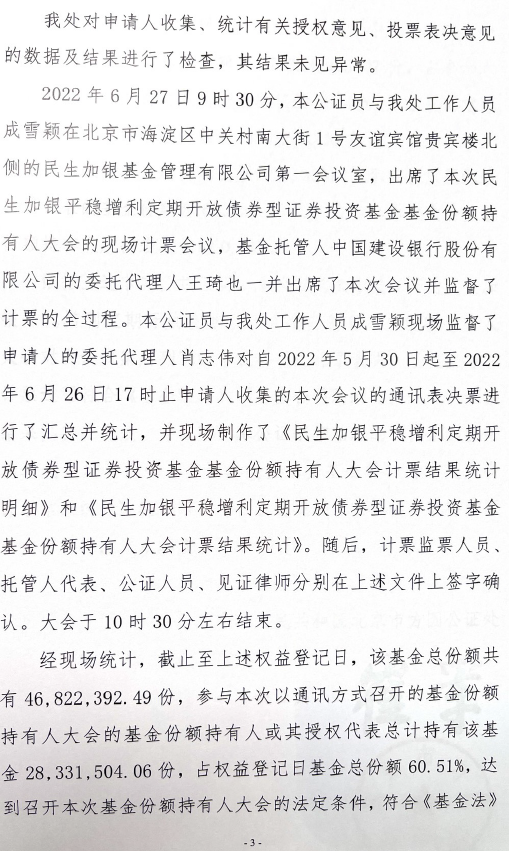 我处对申请人收集、统计有关授权意见、投票表决意见
的数据及结果进行了检查，其结果未见异常。
2022 年 6 月 27 日 9 时 30 分，本公证员与我处工作人员
成雪颖在北京市海淀区中关村南大街 1 号友谊宾馆贵宾楼北
侧的民生加银基金管理有限公司第一会议室，出席了本次民
生加银平稳增利定期开放债券型证券投资基金基金份额持
有人大会的现场计票会议，基金托管人中国建设银行股份有
限公司的委托代理人王琦也一并出席了本次会议并监督了
计票的全过程。本公证员与我处工作人员成雪颖现场监督了
申请人的委托代理人肖志伟对自 2022 年 5 月 30 日起至 2022
年 6 月 26 日 17 时止申请人收集的本次会议的通讯表决票进
行了汇总并统计，并现场制作了《民生加银平稳增利定期开
放债券型证券投资基金基金份额持有人大会计票结果统计
明细》和《民生加银平稳增利定期开放债券型证券投资基金
基金份额持有人大会计票结果统计》。随后，计票监票人员、
托管人代表、公证人员、见证律师分别在上述文件上签字确
认。大会于 10 时 30 分左右结束。
经现场统计，截止至上述权益登记日，该基金总份额共
有 46,822,392.49 份，参与本次以通讯方式召开的基金份额
持有人大会的基金份额持有人或其授权代表总计持有该基
金 28,331,504.06 份，占权益登记日基金总份额 60.51%，达
到召开本次基金份额持有人大会的法定条件，符合《基金法》
- 3 -